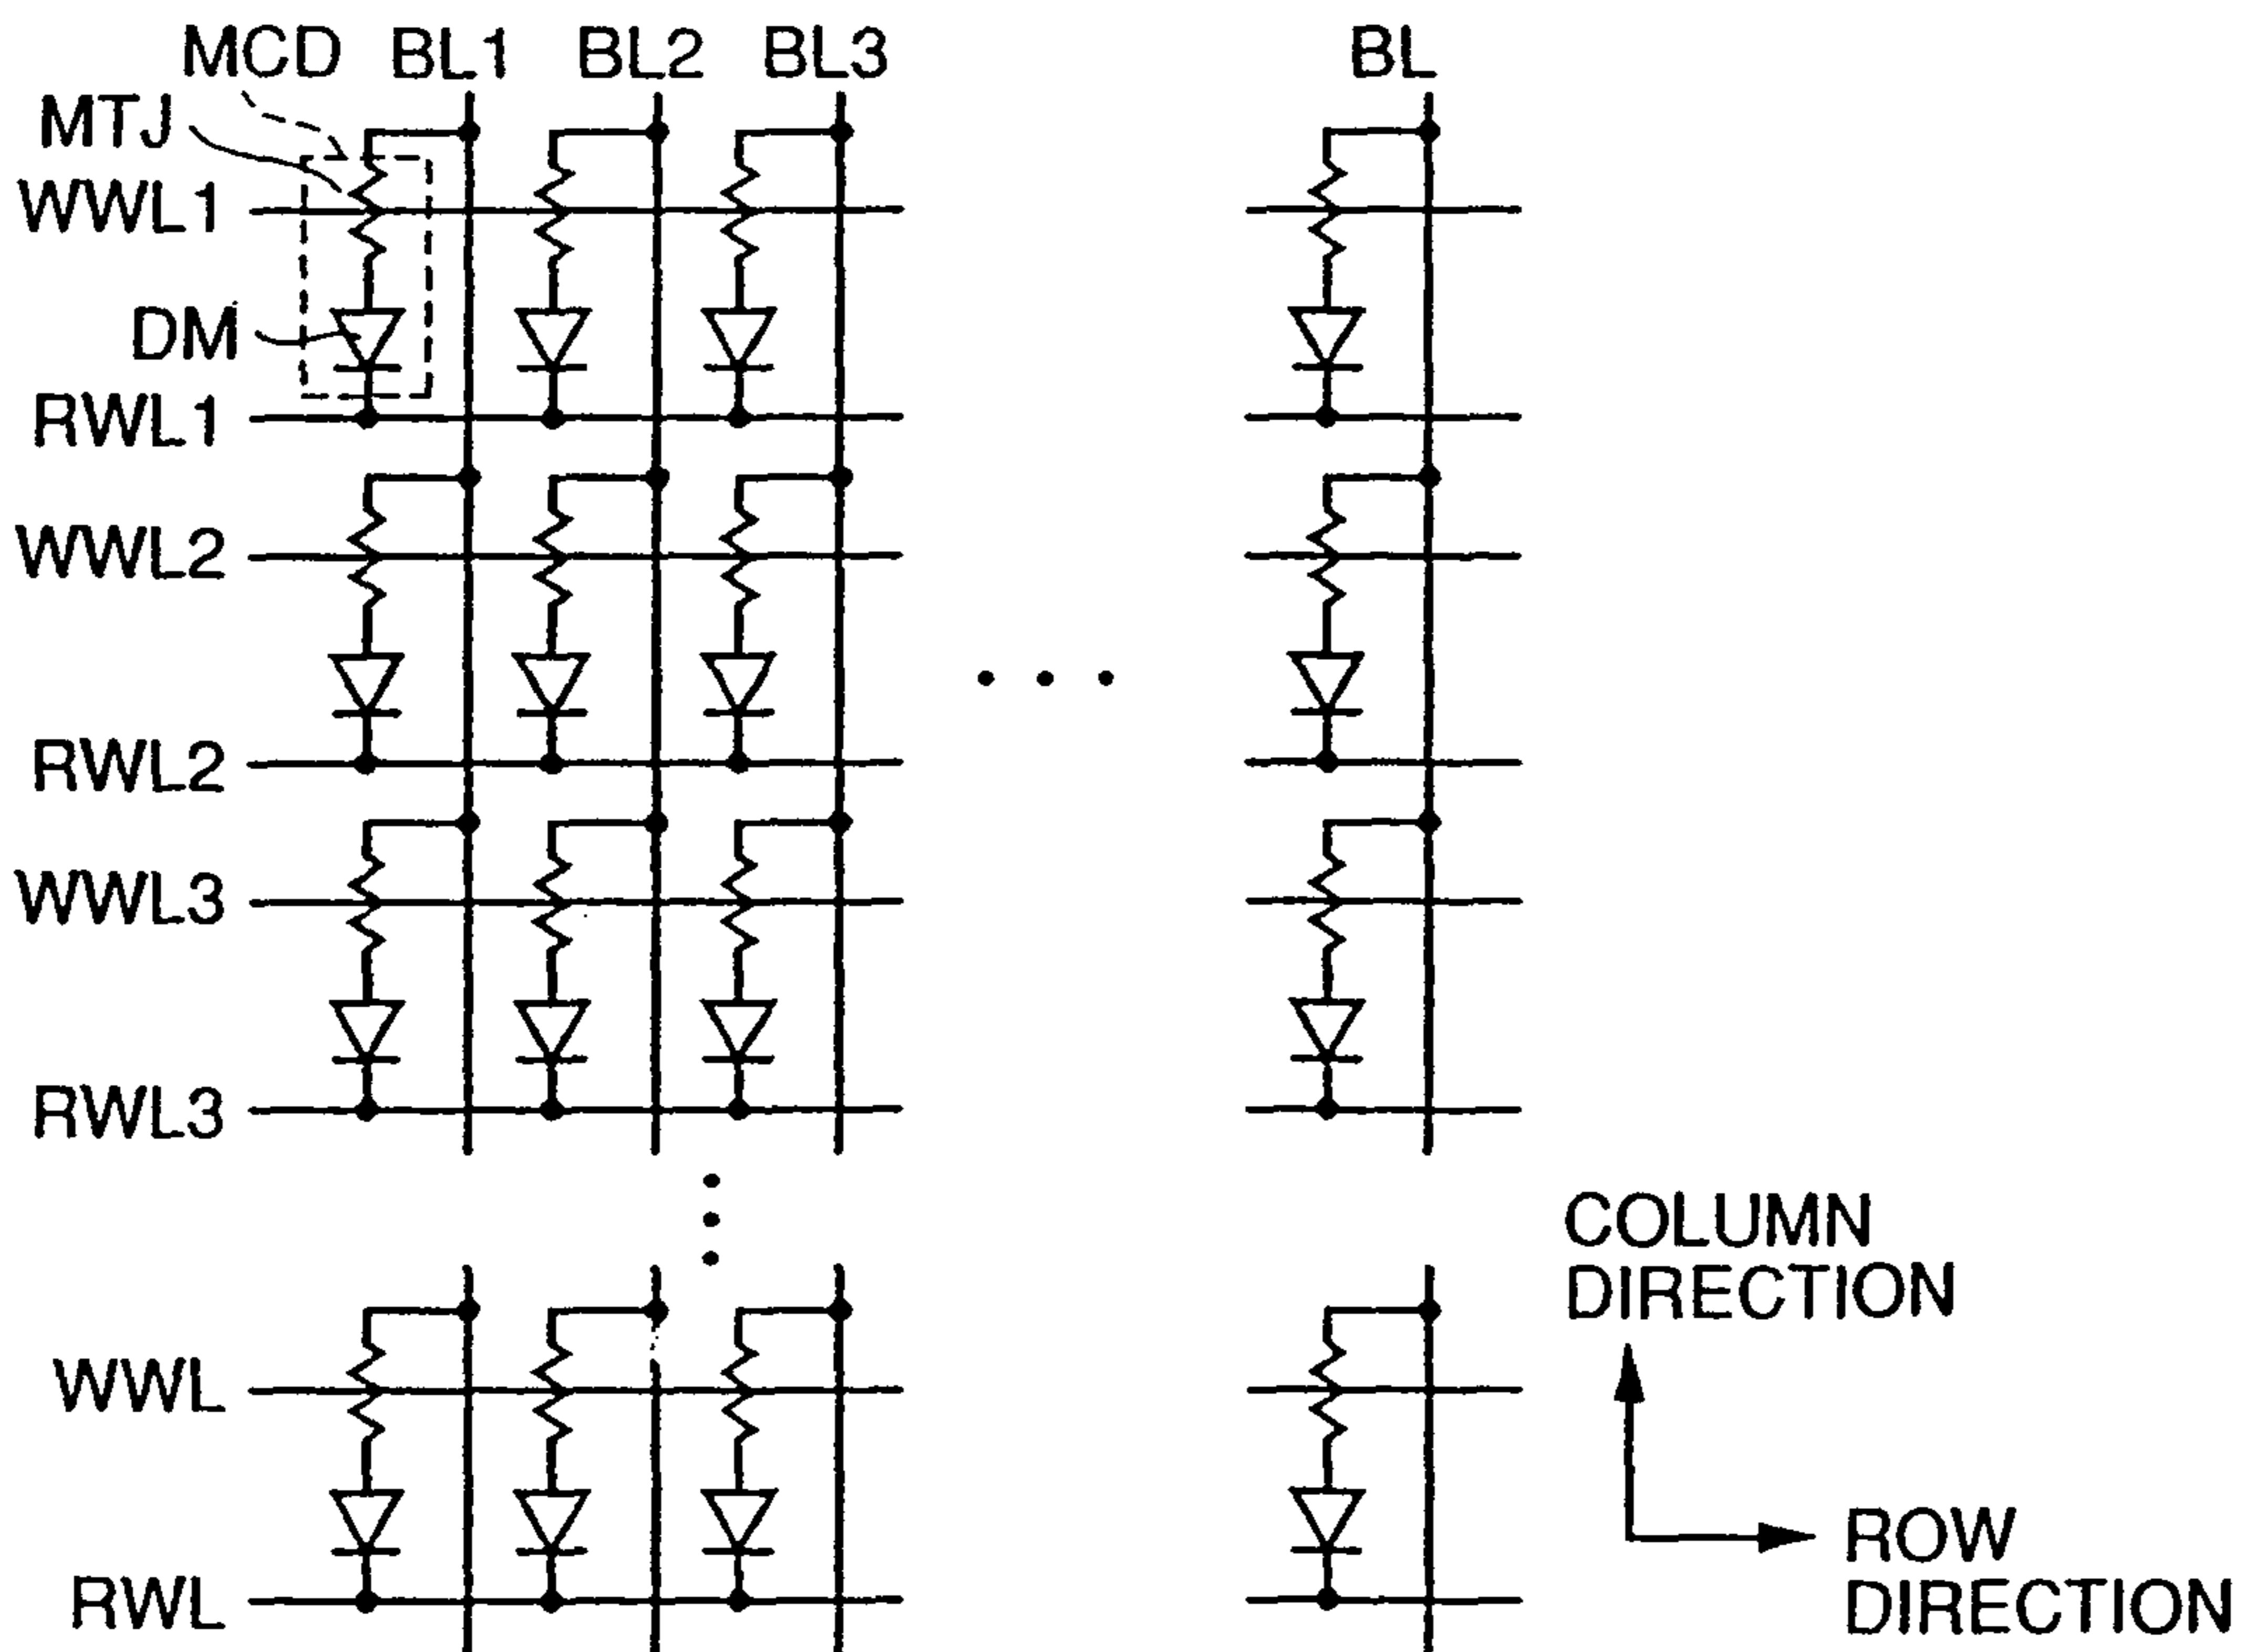 MCD BL1 BL2 BL3 BL
MTJ
WWL1
DM
RWL1
WWL2
RWL2
WWL3
RWL3
COLUMN
DIRECTION
WWL
ROW
RWL
DIRECTION